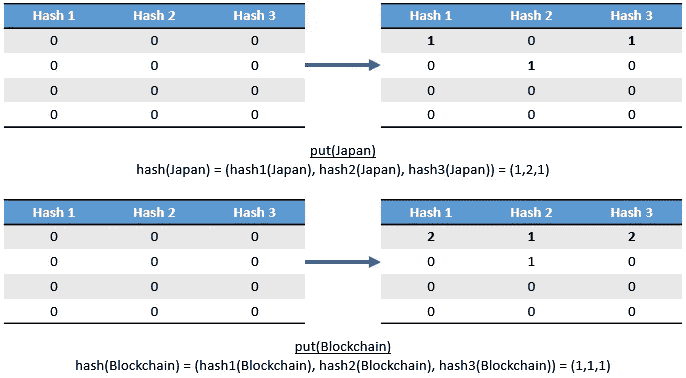 Hash 1 Hash 2 Hash 3 Hash 1 Hash 2 Hash 3
0 0 0 1 0 1
0 0 0 0 1 0
0 0 0 0 0 0
0 0 0 0 0 0
put(Japan)
hash(Japan) = (hash1(Japan), hash2(Japan), hash3(Japan)) = (1,2,1)
Hash 1 Hash 2 Hash 3 Hash 1 Hash 2 Hash 3
0 0 0 2 1 2
0 0 0 0 1 0
0 0 0 0 0 0
0 0 0 0 0 0
put(Blockchain)
hash(Blockchain) = (hash1(Blockchain), hash2(Blockchain), hash3(Blockchain)) = (1,1,1)